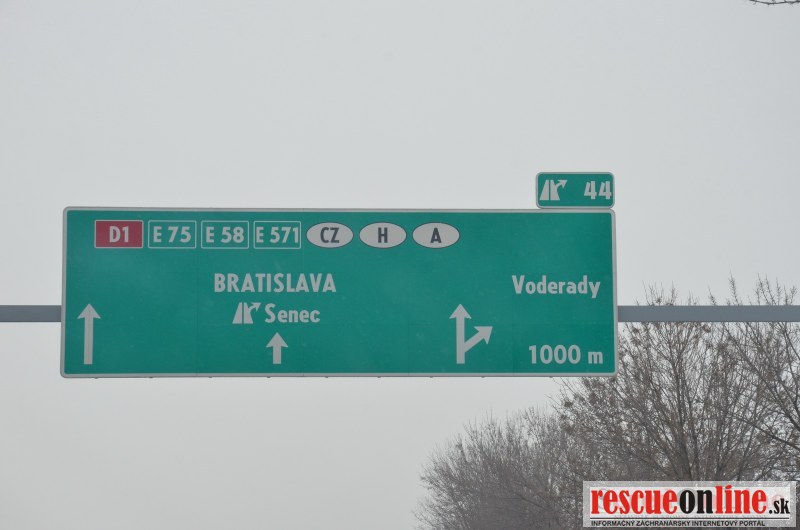 44
D1 E 75 E 58 E 571 CZ H A
BRATISLAVA
Senec
Voderady
1000 m
rescueonline.sk
INFORMAČNÝ ZÁCHRANÁRSKY INTERNETOVÝ PORTÁL